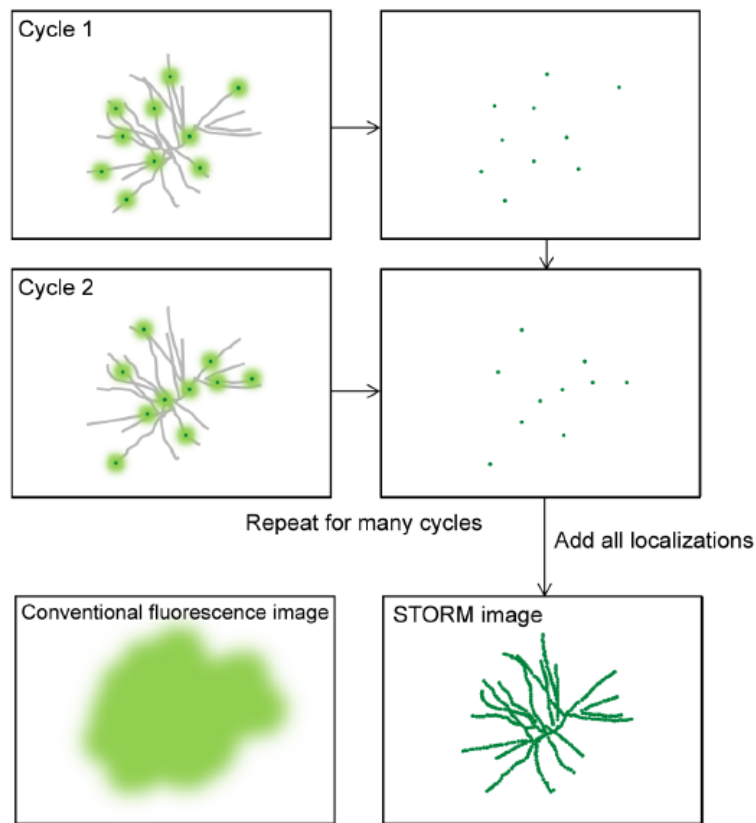 Cycle 1
Cycle 2
Repeat for many cycles
Add all localizations
Conventional fluorescence image
STORM image